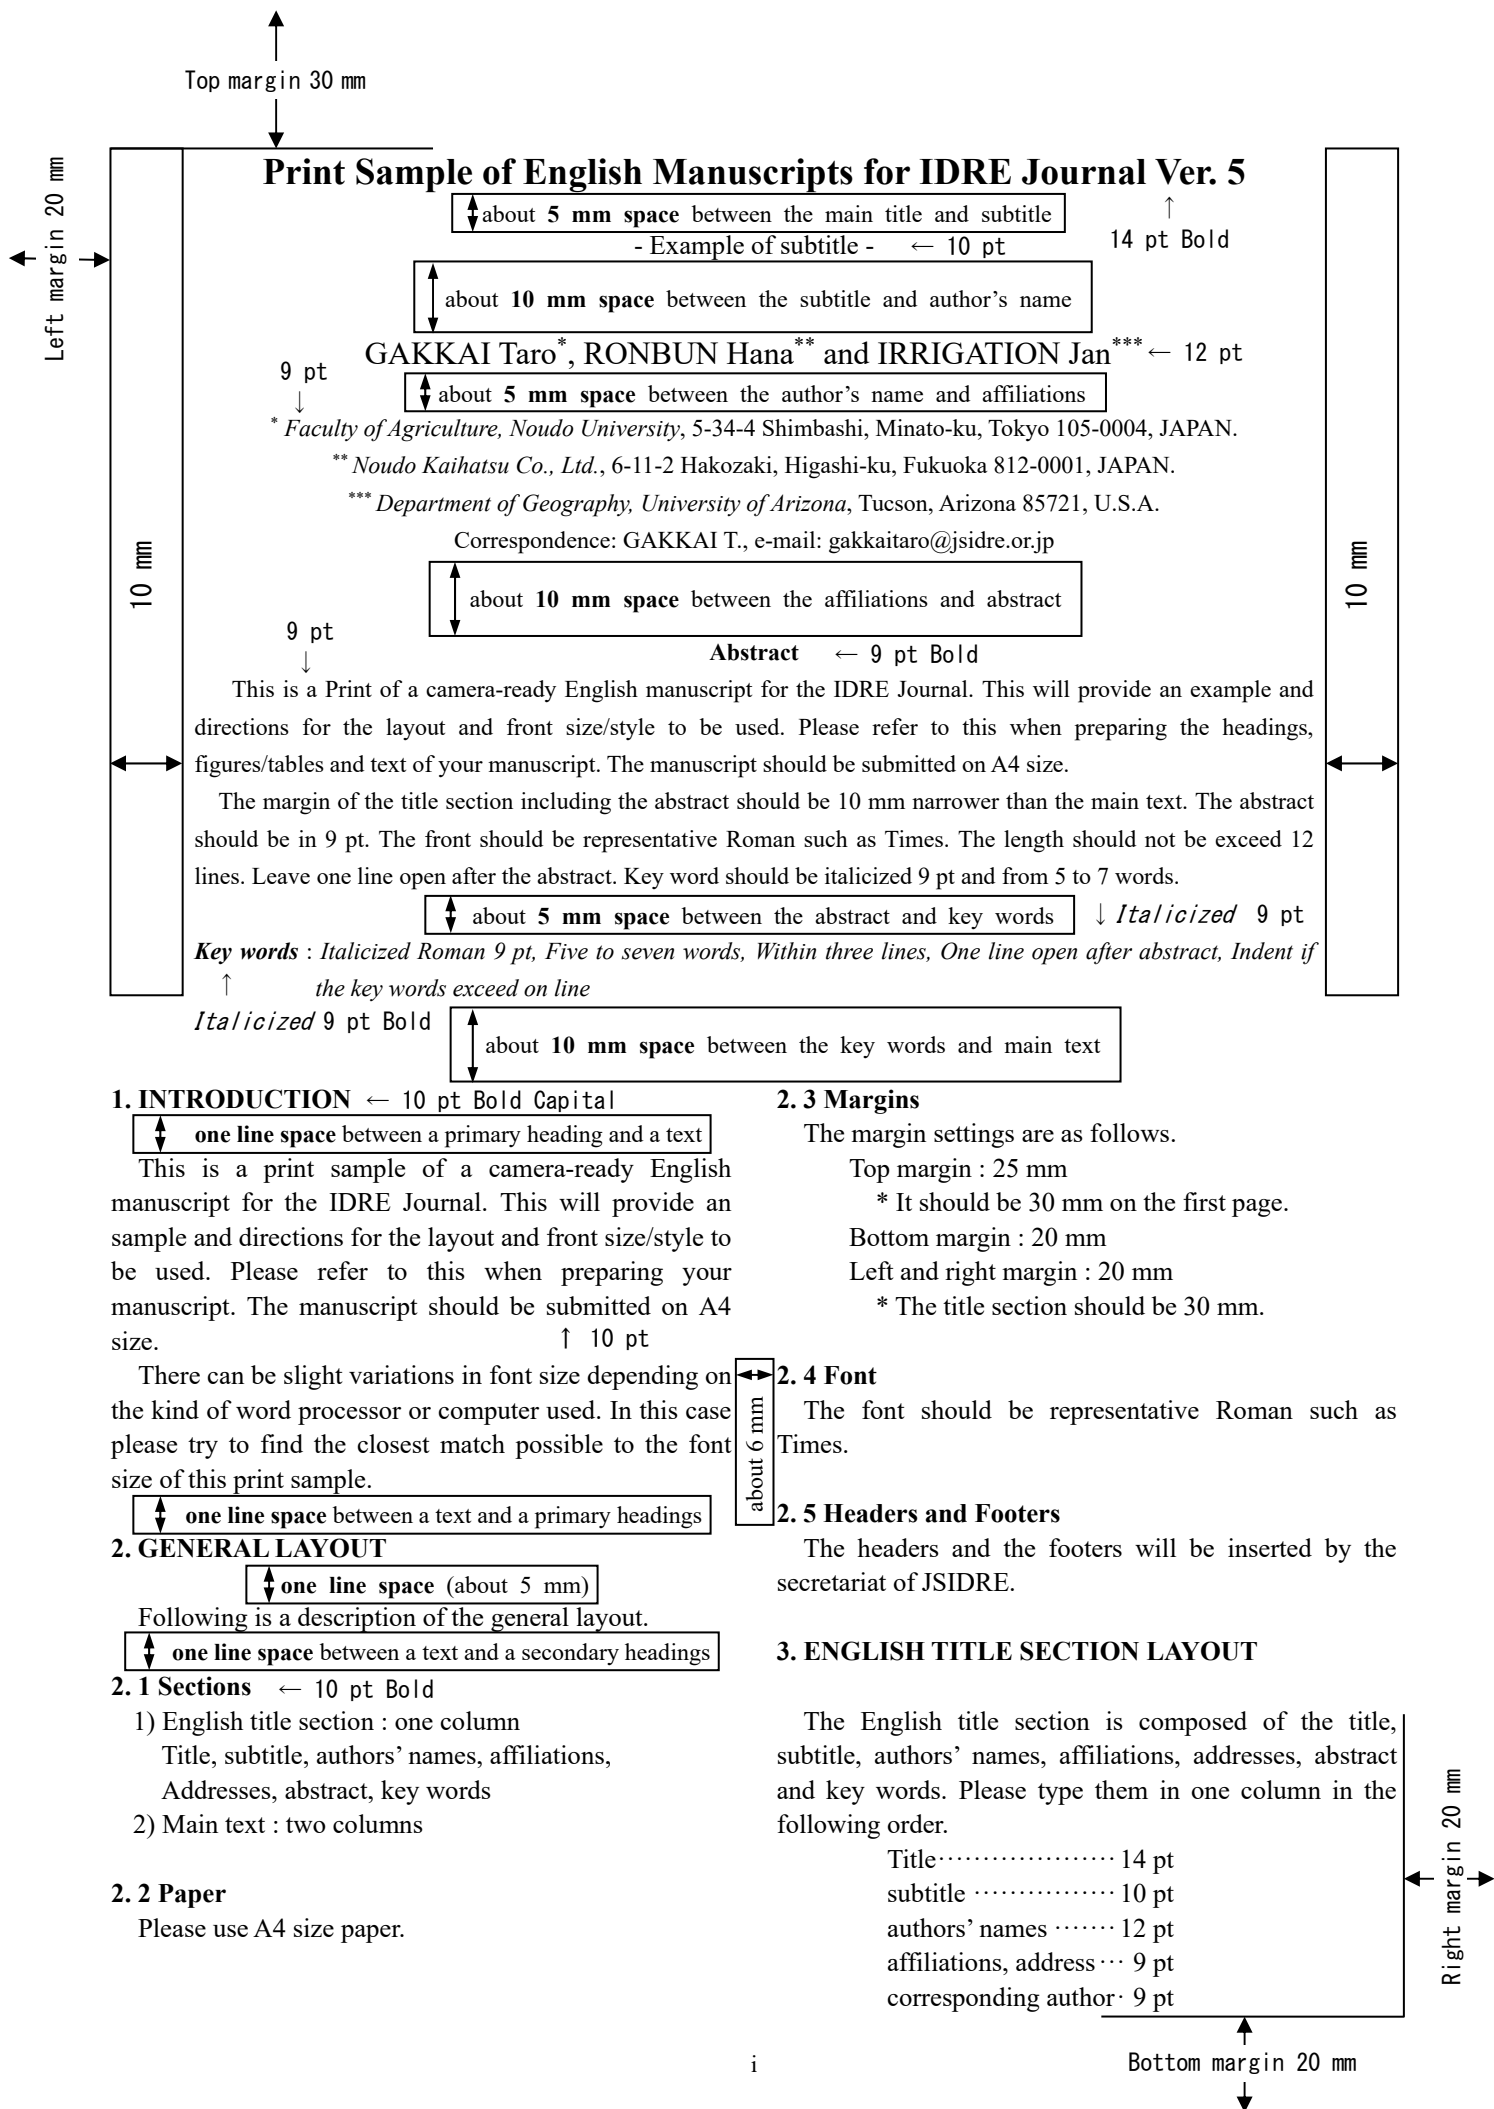 Top margin 30 mm
Left margin 20 mm
Print Sample of English Manuscripts for IDRE Journal Ver. 5
about 5 mm space between the main title and subtitle
↑
14 pt Bold
- Example of subtitle - ← 10 pt
about 10 mm space between the subtitle and author's name
GAKKAI Taro*, RONBUN Hana** and IRRIGATION Jan*** ← 12 pt
9 pt
↓
about 5 mm space between the author's name and affiliations
* Faculty of Agriculture, Noudo University, 5-34-4 Shimbashi, Minato-ku, Tokyo 105-0004, JAPAN.
** Noudo Kaihatsu Co., Ltd., 6-11-2 Hakozaki, Higashi-ku, Fukuoka 812-0001, JAPAN.
*** Department of Geography, University of Arizona, Tucson, Arizona 85721, U.S.A.
Correspondence: GAKKAI T., e-mail: gakkaitaro@jsidre.or.jp
10 mm
10 mm
about 10 mm space between the affiliations and abstract
9 pt
↓
Abstract ← 9 pt Bold
This is a Print of a camera-ready English manuscript for the IDRE Journal. This will provide an example and
directions for the layout and front size/style to be used. Please refer to this when preparing the headings,
figures/tables and text of your manuscript. The manuscript should be submitted on A4 size.
The margin of the title section including the abstract should be 10 mm narrower than the main text. The abstract
should be in 9 pt. The front should be representative Roman such as Times. The length should not be exceed 12
lines. Leave one line open after the abstract. Key word should be italicized 9 pt and from 5 to 7 words.
about 5 mm space between the abstract and key words
↓ Italicized 9 pt
Key words : Italicized Roman 9 pt, Five to seven words, Within three lines, One line open after abstract, Indent if
↑ the key words exceed on line
Italicized 9 pt Bold
about 10 mm space between the key words and main text
1. INTRODUCTION ← 10 pt Bold Capital
one line space between a primary heading and a text
This is a print sample of a camera-ready English
manuscript for the IDRE Journal. This will provide an
sample and directions for the layout and front size/style to
be used. Please refer to this when preparing your
manuscript. The manuscript should be submitted on A4
size.
↑ 10 pt
There can be slight variations in font size depending on
the kind of word processor or computer used. In this case
please try to find the closest match possible to the font
size of this print sample.
one line space between a text and a primary headings
2. GENERAL LAYOUT
one line space (about 5 mm)
Following is a description of the general layout.
one line space between a text and a secondary headings
2. 1 Sections ← 10 pt Bold
1) English title section : one column
Title, subtitle, authors' names, affiliations,
Addresses, abstract, key words
2) Main text : two columns
2. 2 Paper
Please use A4 size paper.
about 6 mm
2. 3 Margins
The margin settings are as follows.
Top margin : 25 mm
* It should be 30 mm on the first page.
Bottom margin : 20 mm
Left and right margin : 20 mm
* The title section should be 30 mm.
2. 4 Font
The font should be representative Roman such as
Times.
2. 5 Headers and Footers
The headers and the footers will be inserted by the
secretariat of JSIDRE.
3. ENGLISH TITLE SECTION LAYOUT
The English title section is composed of the title,
subtitle, authors' names, affiliations, addresses, abstract
and key words. Please type them in one column in the
following order.
Title···················· 14 pt
subtitle ················ 10 pt
authors' names ······· 12 pt
affiliations, address··· 9 pt
corresponding author· 9 pt
Right margin 20 mm
Bottom margin 20 mm
i